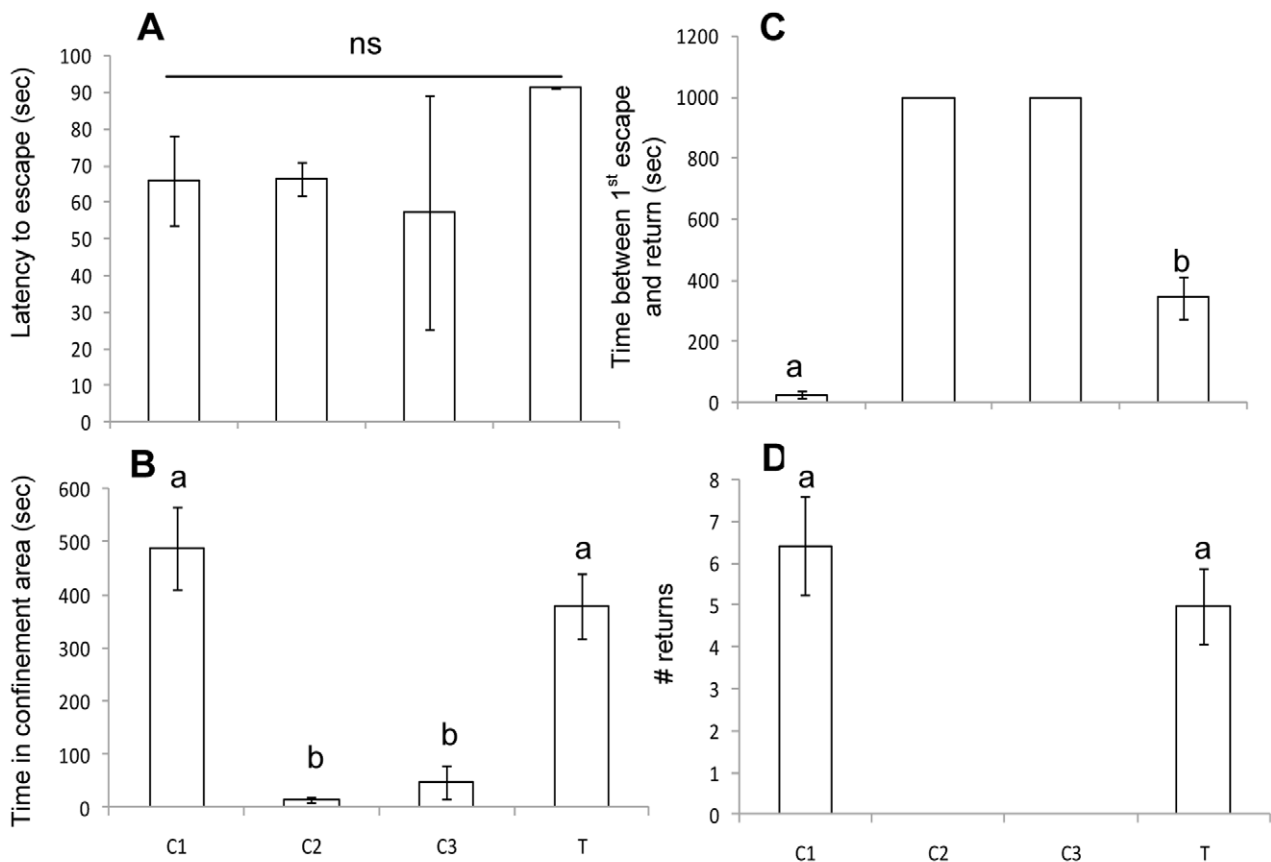 A
ns
Latency to escape (sec)
100
90
80
70
60
50
40
30
20
10
0
C
Time between 1st escape
and return (sec)
1200
1000
800
600
400
200
0
a
b
B
Time in confinement area (sec)
600
500
400
300
200
100
0
a
b
b
a
C1
C2
C3
T
D
# returns
8
7
6
5
4
3
2
1
0
a
a
C1
C2
C3
T